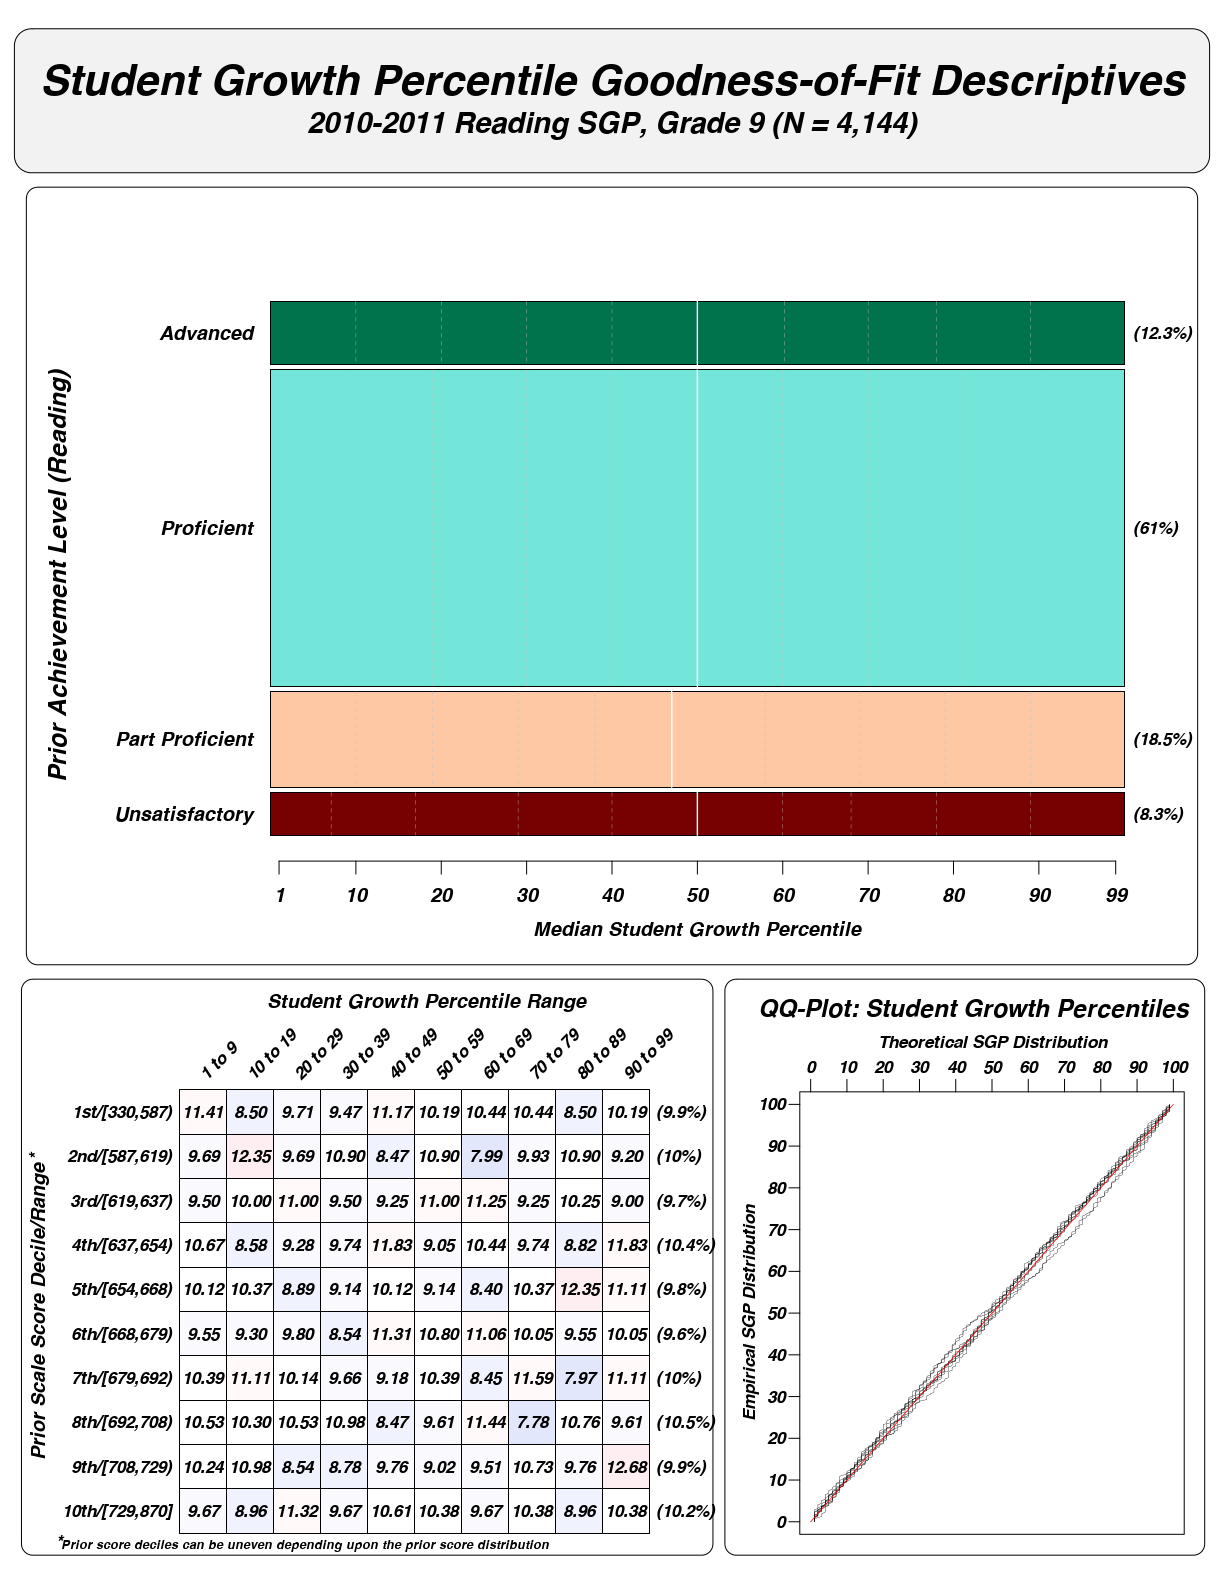 Student Growth Percentile Goodness-of-Fit Descriptives
2010-2011 Reading SGP, Grade 9 (N = 4,144)
Prior Achievement Level (Reading)
Advanced (12.3%)
Proficient (61%)
Part Proficient (18.5%)
Unsatisfactory (8.3%)
1 10 20 30 40 50 60 70 80 90 99
Median Student Growth Percentile
Student Growth Percentile Range
1 to 9 10 to 19 20 to 29 30 to 39 40 to 49 50 to 59 60 to 69 70 to 79 80 to 89 90 to 99
Prior Scale Score Decile/Range*
1st/[330,587) 11.41 8.50 9.71 9.47 11.17 10.19 10.44 10.44 8.50 10.19 (9.9%)
2nd/[587,619) 9.69 12.35 9.69 10.90 8.47 10.90 7.99 9.93 10.90 9.20 (10%)
3rd/[619,637) 9.50 10.00 11.00 9.50 9.25 11.00 11.25 9.25 10.25 9.00 (9.7%)
4th/[637,654) 10.67 8.58 9.28 9.74 11.83 9.05 10.44 9.74 8.82 11.83 (10.4%)
5th/[654,668) 10.12 10.37 8.89 9.14 10.12 9.14 8.40 10.37 12.35 11.11 (9.8%)
6th/[668,679) 9.55 9.30 9.80 8.54 11.31 10.80 11.06 10.05 9.55 10.05 (9.6%)
7th/[679,692) 10.39 11.11 10.14 9.66 9.18 10.39 8.45 11.59 7.97 11.11 (10%)
8th/[692,708) 10.53 10.30 10.53 10.98 8.47 9.61 11.44 7.78 10.76 9.61 (10.5%)
9th/[708,729) 10.24 10.98 8.54 8.78 9.76 9.02 9.51 10.73 9.76 12.68 (9.9%)
10th/[729,870] 9.67 8.96 11.32 9.67 10.61 10.38 9.67 10.38 8.96 10.38 (10.2%)
*Prior score deciles can be uneven depending upon the prior score distribution
QQ-Plot: Student Growth Percentiles
Theoretical SGP Distribution
0 10 20 30 40 50 60 70 80 90 100
Empirical SGP Distribution
100
90
80
70
60
50
40
30
20
10
0